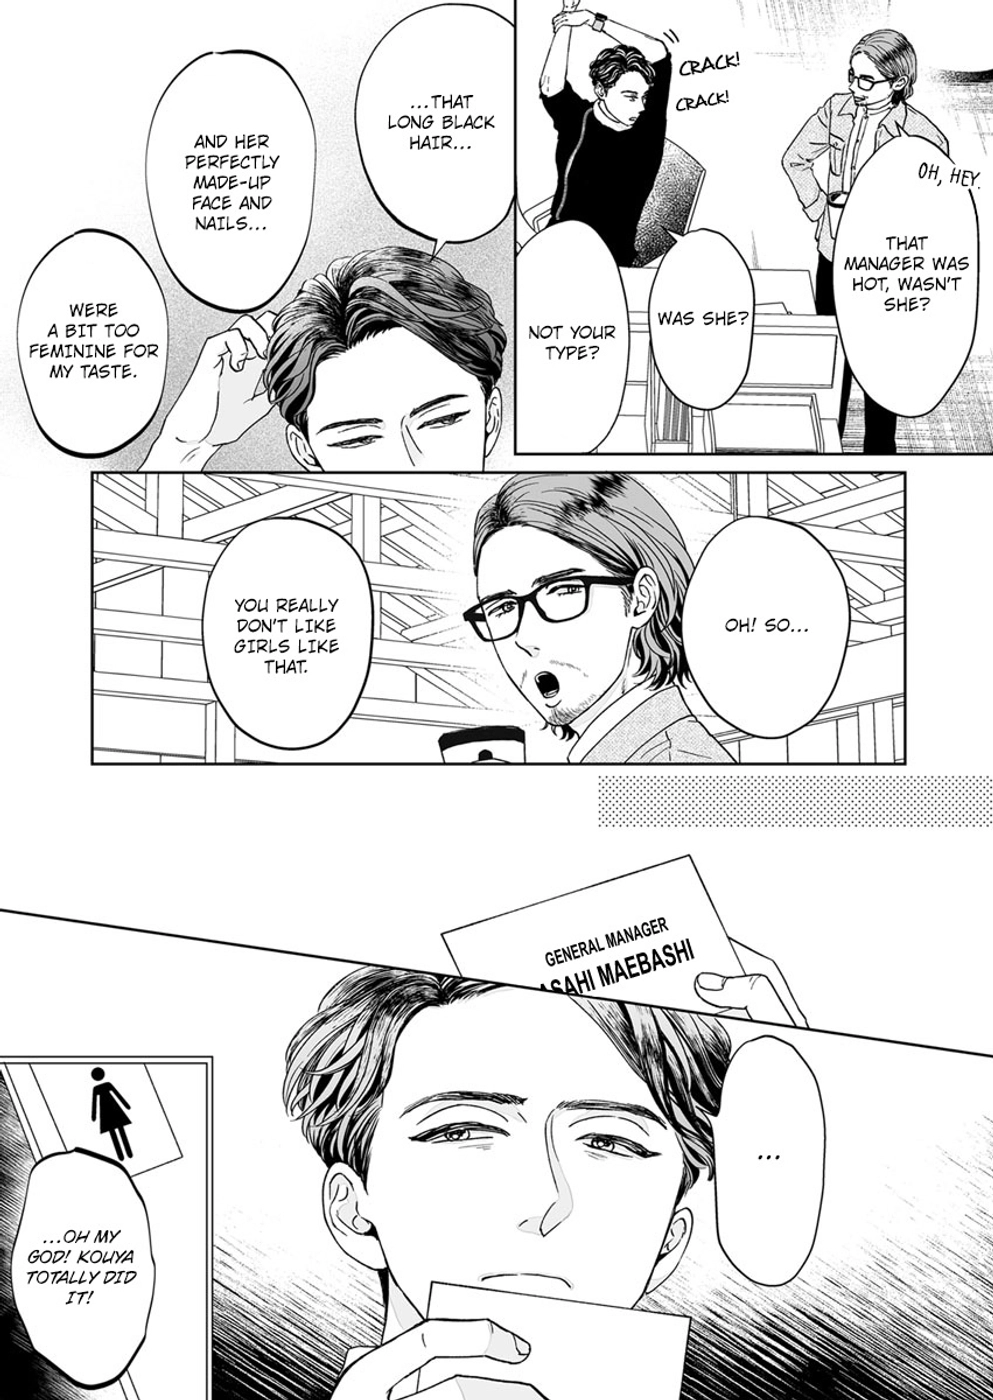 CRACK!
CRACK!
OH, HEY.
THAT
MANAGER WAS
HOT, WASN'T
SHE?
WAS SHE?
NOT YOUR
TYPE?
...THAT
LONG BLACK
HAIR...
AND HER
PERFECTLY
MADE-UP
FACE AND
NAILS...
WERE
A BIT TOO
FEMININE FOR
MY TASTE.
OH! SO...
YOU REALLY
DON'T LIKE
GIRLS LIKE
THAT.
GENERAL MANAGER
ASAHI MAEBASHI
...
...OH MY
GOD! KOUYA
TOTALLY DID
IT!